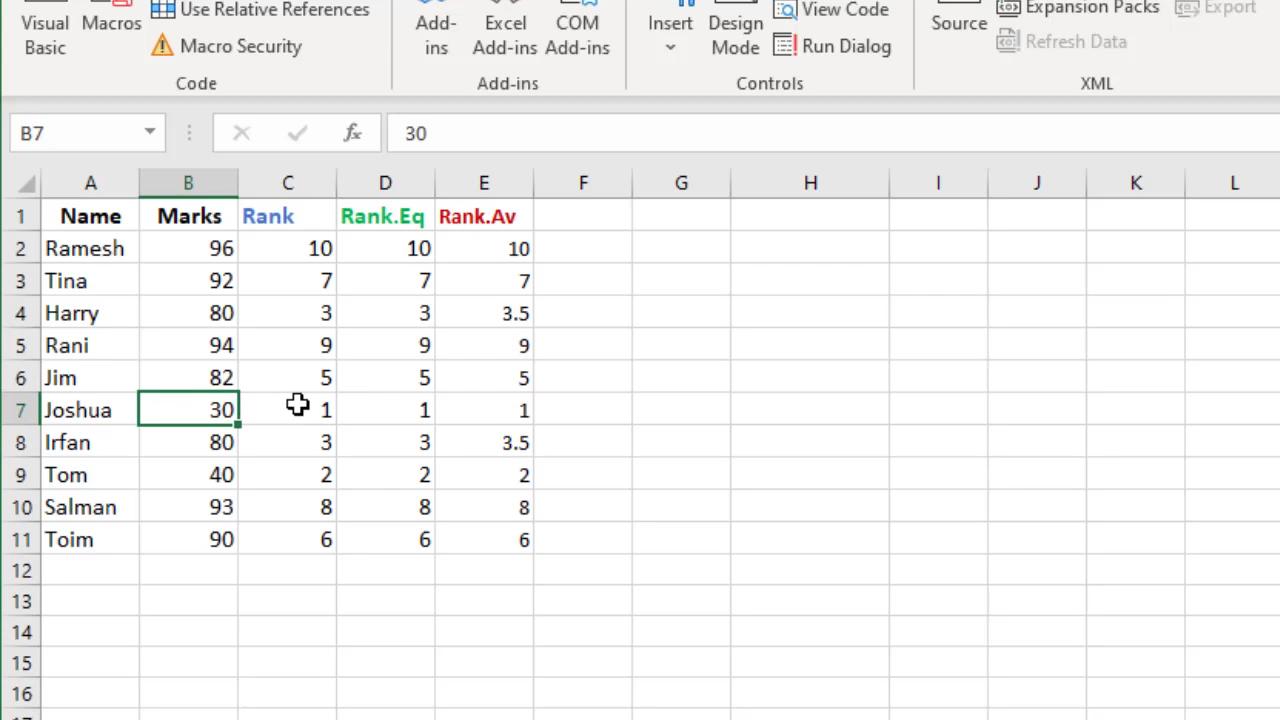 Use Relative References
View Code
Expansion Packs
Export
Visual Basic
Macros
Macro Security
Add-ins
Excel Add-ins
COM Add-ins
Insert
Design Mode
Run Dialog
Source
Refresh Data
Code
Add-ins
Controls
XML
B7
fx
30
A B C D E F G H I J K L
1 Name Marks Rank Rank.Eq Rank.Av
2 Ramesh 96 10 10 10
3 Tina 92 7 7 7
4 Harry 80 3 3 3.5
5 Rani 94 9 9 9
6 Jim 82 5 5 5
7 Joshua 30 1 1 1
8 Irfan 80 3 3 3.5
9 Tom 40 2 2 2
10 Salman 93 8 8 8
11 Toim 90 6 6 6
12
13
14
15
16
17